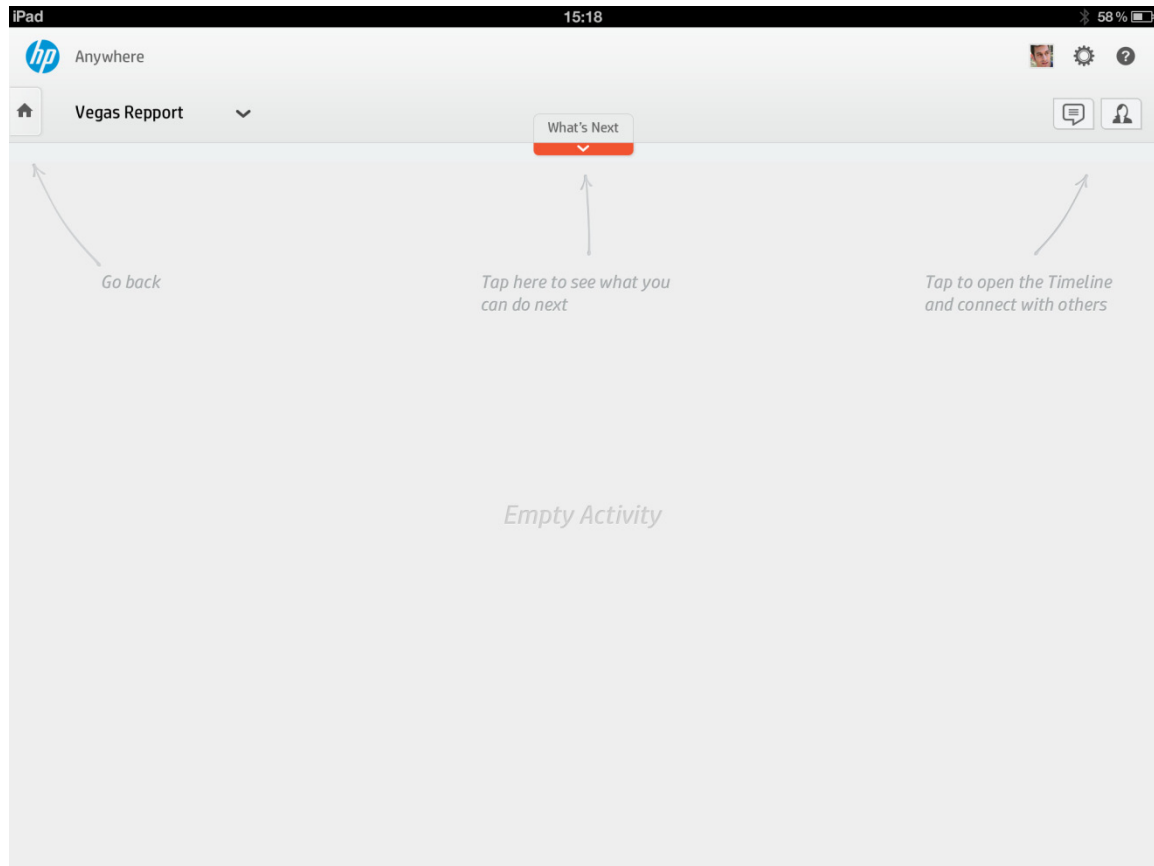 iPad 15:18 58 %
hp Anywhere
Vegas Repport
What's Next
Go back
Tap here to see what you
can do next
Tap to open the Timeline
and connect with others
Empty Activity